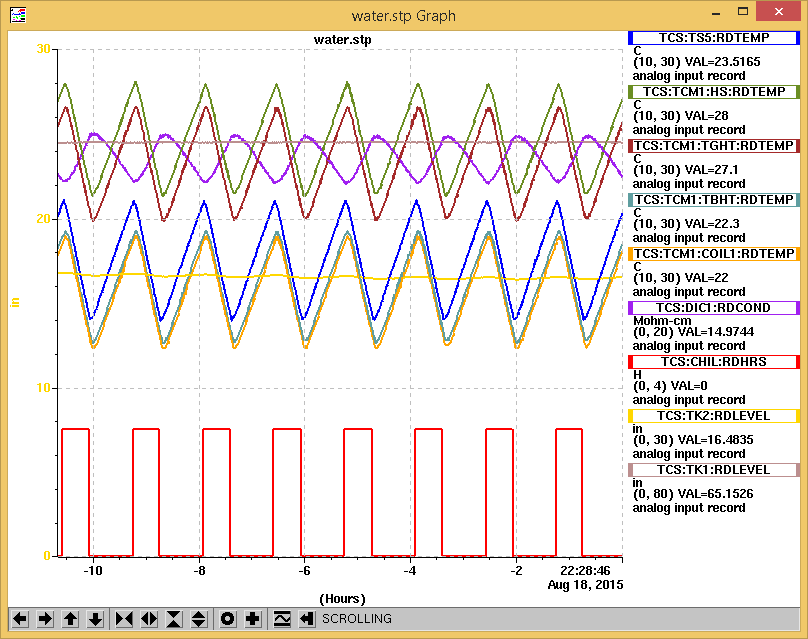 water.stp Graph
water.stp
30
20
10
0
in
-10
-8
-6
-4
-2
22:28:46
Aug 18, 2015
(Hours)
TCS:TS5:RDTEMP
C
(10, 30) VAL=23.5165
analog input record
TCS:TCM1:HS:RDTEMP
C
(10, 30) VAL=28
analog input record
TCS:TCM1:TGHT:RDTEMP
C
(10, 30) VAL=27.1
analog input record
TCS:TCM1:TBHT:RDTEMP
C
(10, 30) VAL=22.3
analog input record
TCS:TCM1:COIL1:RDTEMP
C
(10, 30) VAL=22
analog input record
TCS:DIC1:RDCOND
Mohm-cm
(0, 20) VAL=14.9744
analog input record
TCS:CHIL:RDHRS
H
(0, 4) VAL=0
analog input record
TCS:TK2:RDLEVEL
in
(0, 30) VAL=16.4835
analog input record
TCS:TK1:RDLEVEL
in
(0, 80) VAL=65.1526
analog input record
SCROLLING